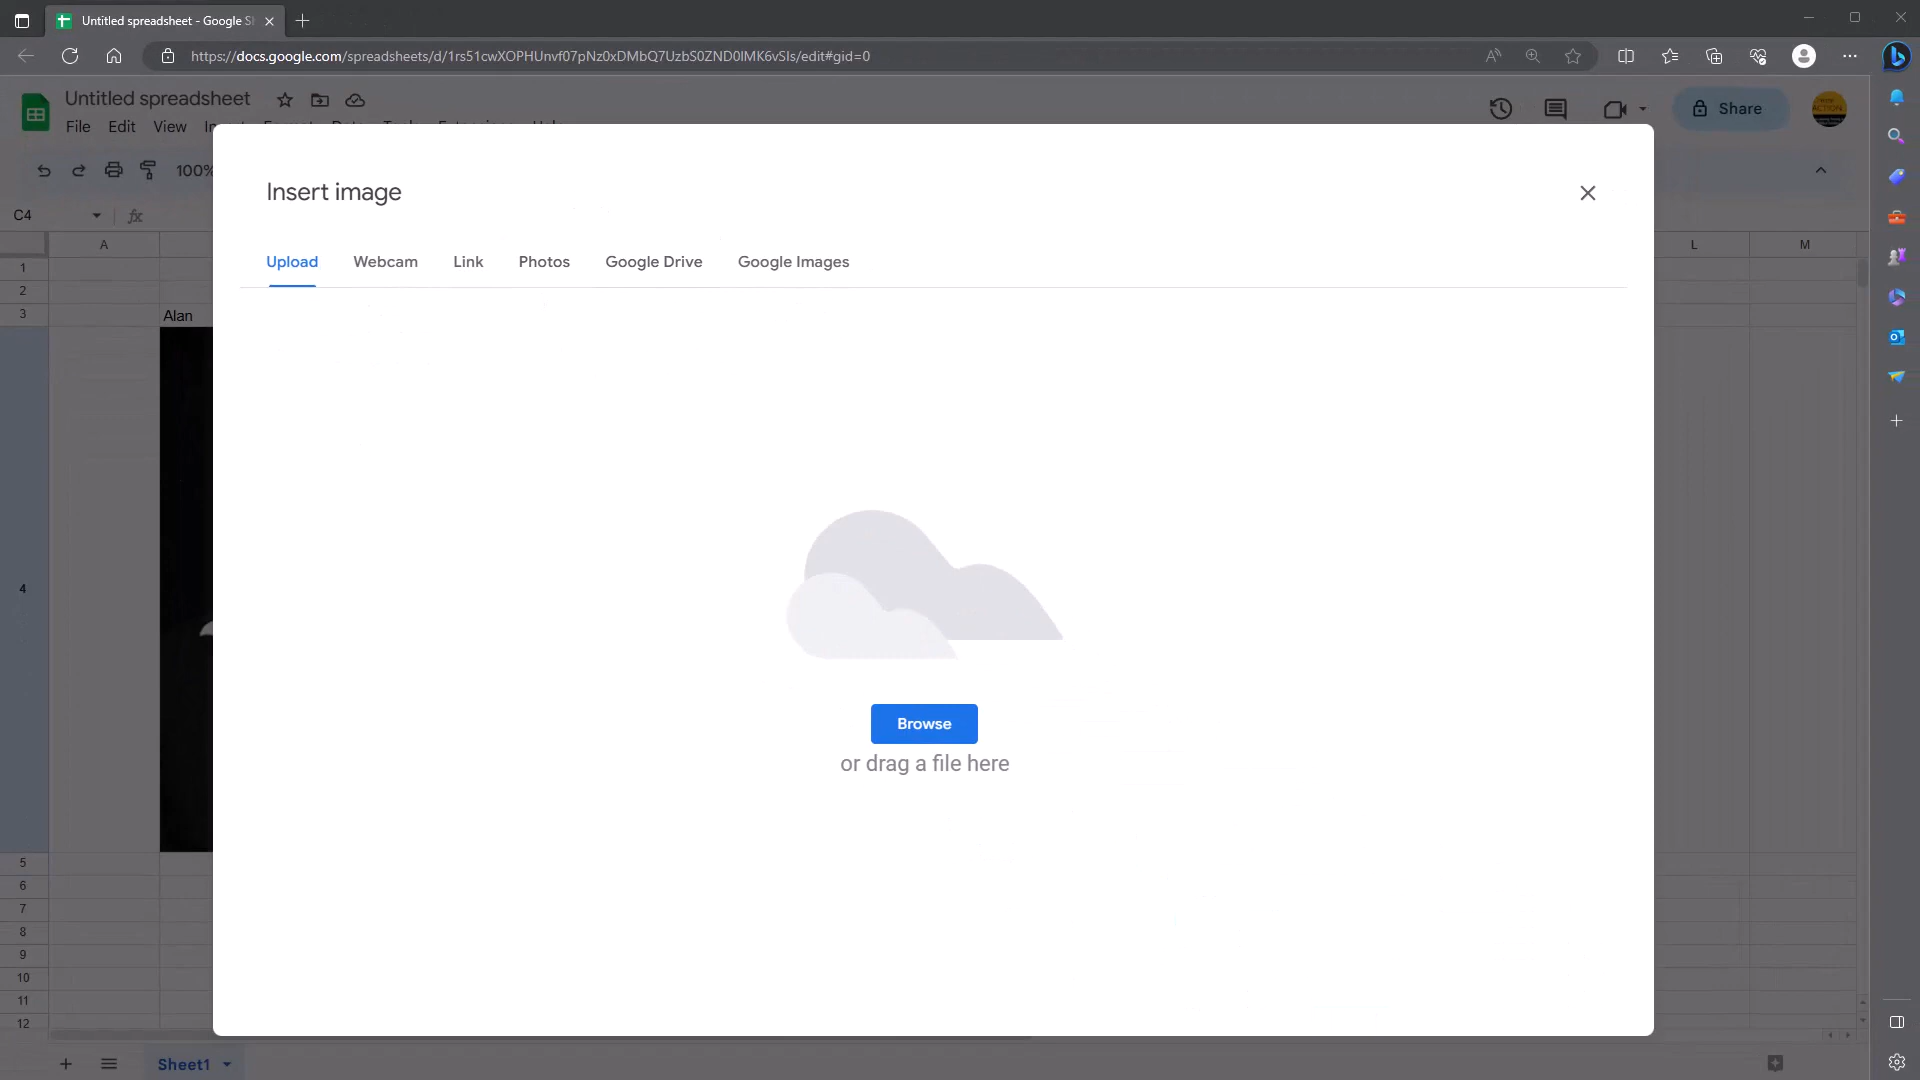 Untitled spreadsheet - Google S
https://docs.google.com/spreadsheets/d/1rs51cwXOPHUnvf07pNz0xDMbQ7UzbS0ZND0lMK6vSIs/edit#gid=0
Untitled spreadsheet
File Edit View
Share
100%
C4
fx
A L M
1
2
3 Alan
4
5
6
7
8
9
10
11
12
Insert image
Upload Webcam Link Photos Google Drive Google Images
Browse
or drag a file here
Sheet1